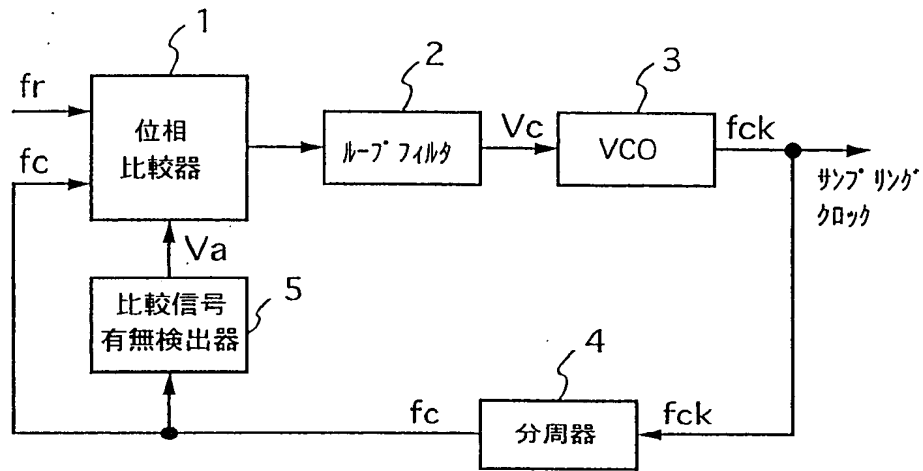 1
fr
位相
比較器
fc
2
ループフィルタ
Vc
3
VCO
fck
サンプリング
クロック
Va
比較信号
有無検出器
5
4
fc
分周器
fck